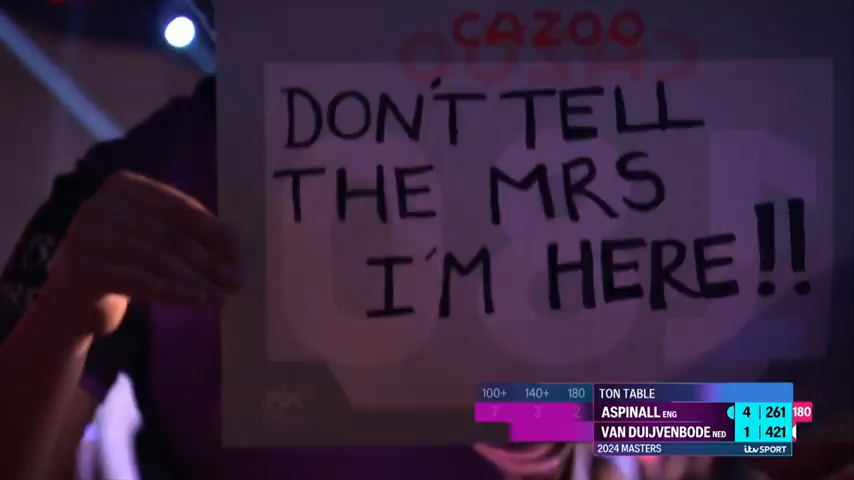 CAZOO
DON'T TELL
THE MRS
I'M HERE!!
100+ 140+ 180 TON TABLE
7 3 2 ASPINALL ENG 4 261 180
VAN DUIJVENBODE NED 1 421
2024 MASTERS itv SPORT